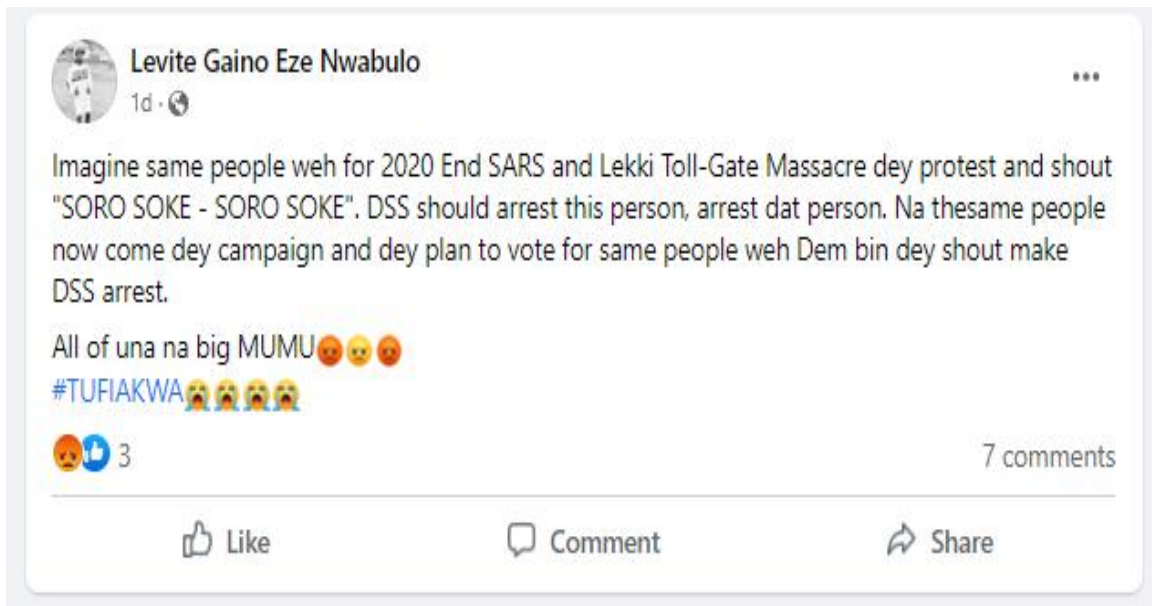 Levite Gaino Eze Nwabulo
1d ·
Imagine same people weh for 2020 End SARS and Lekki Toll-Gate Massacre dey protest and shout
"SORO SOKE - SORO SOKE". DSS should arrest this person, arrest dat person. Na thesame people
now come dey campaign and dey plan to vote for same people weh Dem bin dey shout make
DSS arrest.
All of una na big MUMU😡😠😡
#TUFIAKWA😭😭😭😭
3 7 comments
Like Comment Share